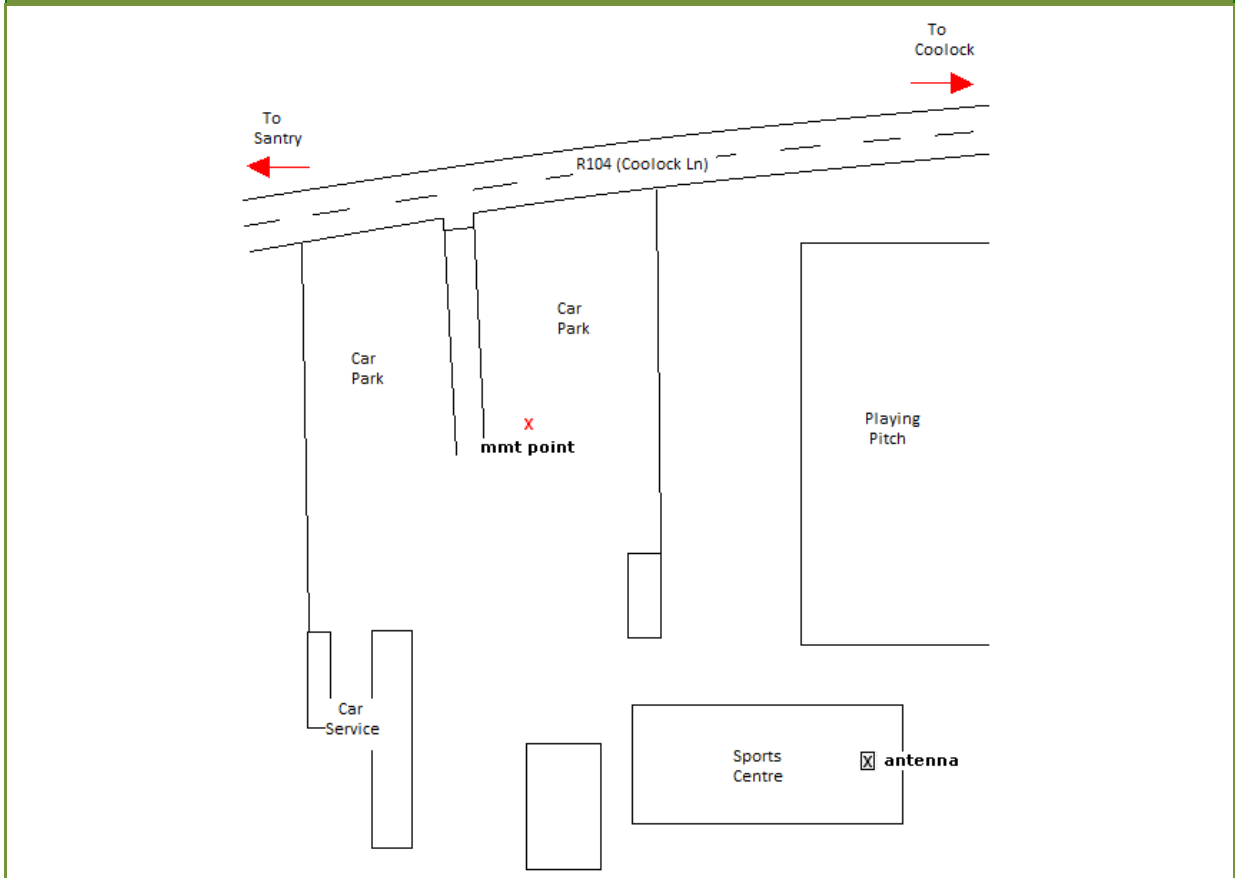 To
Coolock
To
Santry
R104 (Coolock Ln)
Car
Park
Car
Park
Playing
Pitch
X
mmt point
Car
Service
Sports
Centre
X antenna